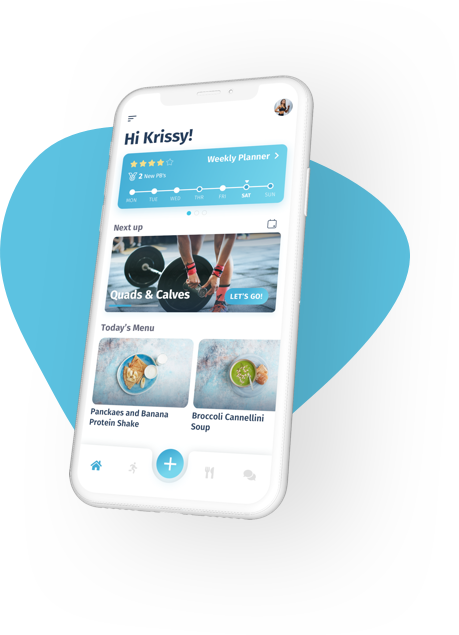 Hi Krissy!
Weekly Planner
2 New PR's
MON TUE WED THU FRI SAT SUN
Next up
Quads & Calves
LET'S GO!
Today's Menu
Panckaes and Banana
Protein Shake
Broccoli Cannellini
Soup